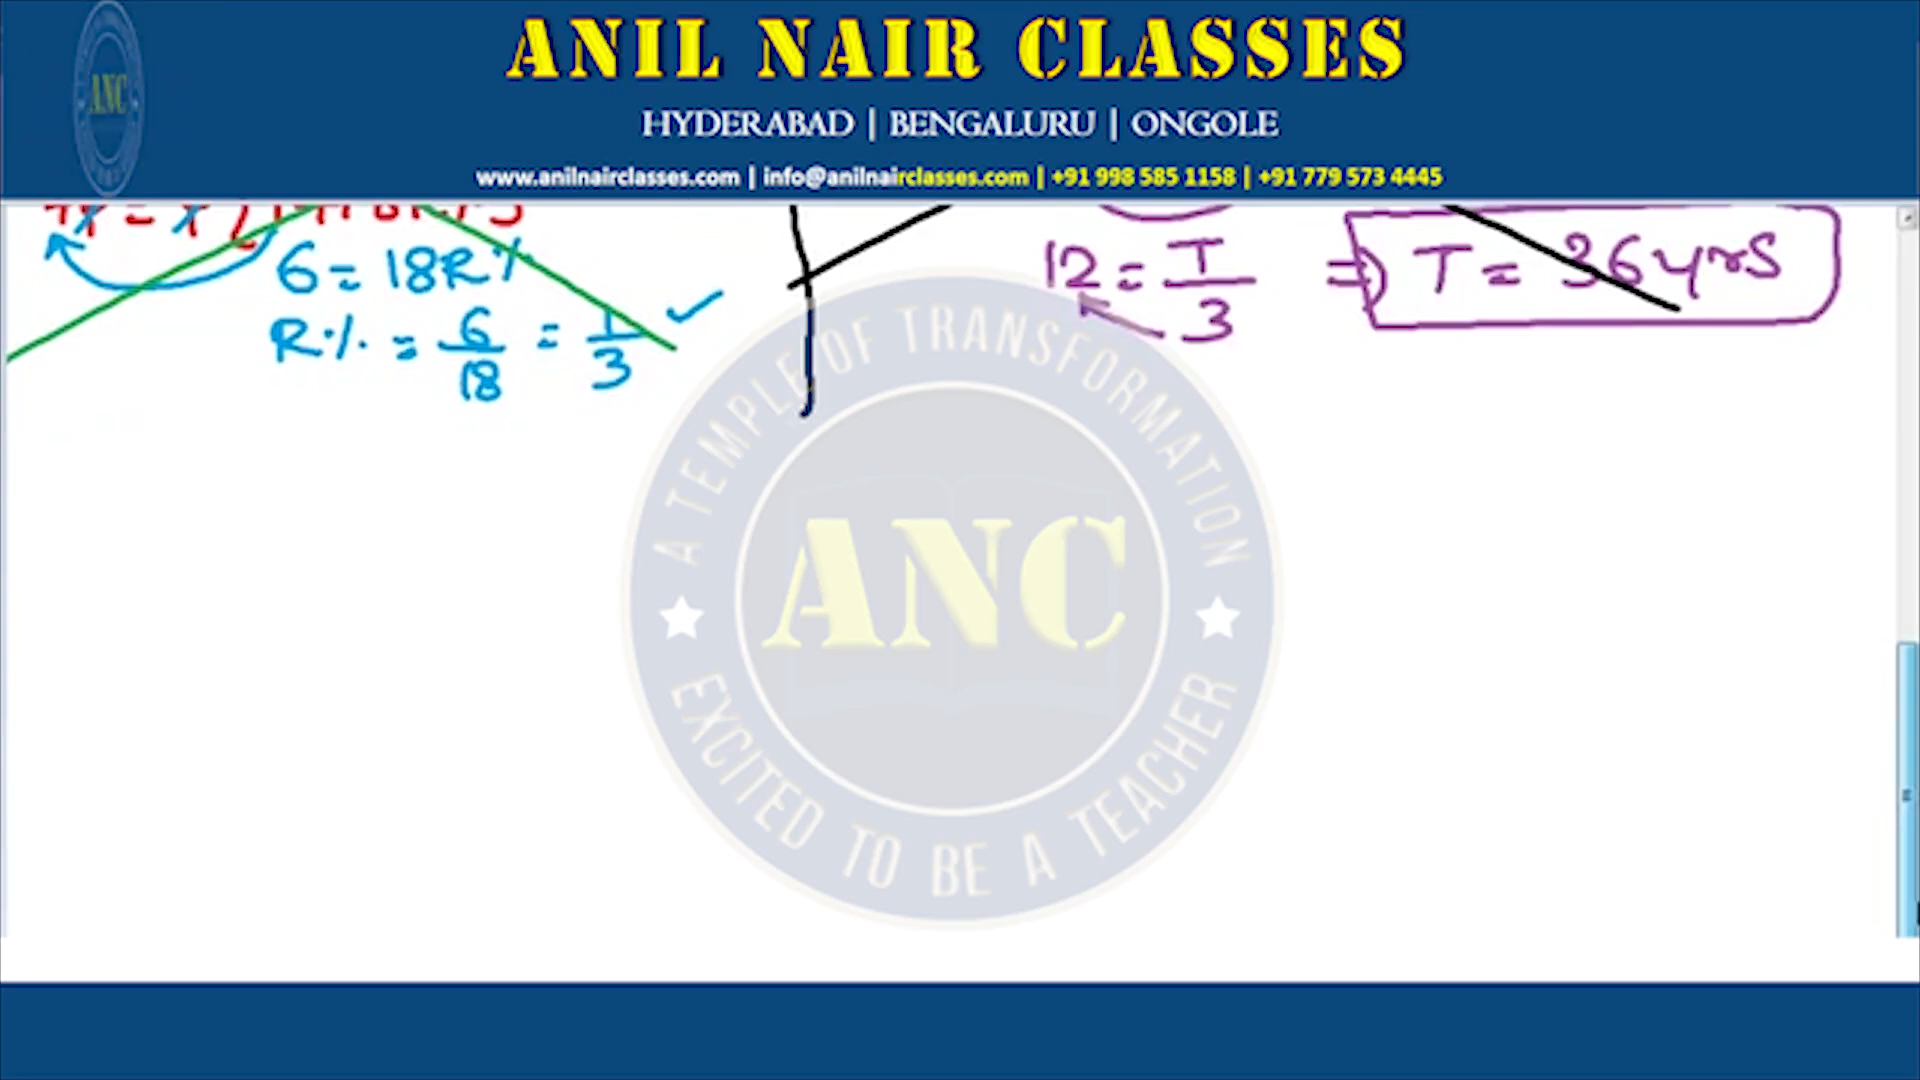 ANIL NAIR CLASSES
HYDERABAD | BENGALURU | ONGOLE
www.anilnairclasses.com | info@anilnairclasses.com | +91 998 585 1158 | +91 779 573 4445
ANC
6 = 18R%
R% = 6/18 = 1/3
12 = T/3 ⇒ T = 36 yrs
A TEMPLE OF TRANSFORMATION
ANC
EXCITED TO BE A TEACHER